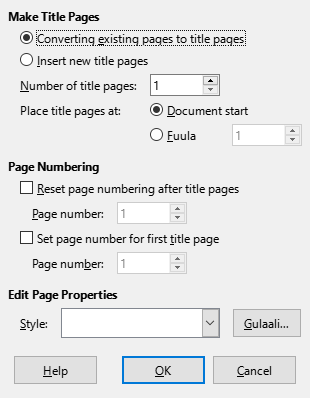 Make Title Pages
Converting existing pages to title pages
Insert new title pages
Number of title pages: 1
Place title pages at: Document start
Fuula 1
Page Numbering
Reset page numbering after title pages
Page number: 1
Set page number for first title page
Page number: 1
Edit Page Properties
Style: Gulaali...
Help OK Cancel